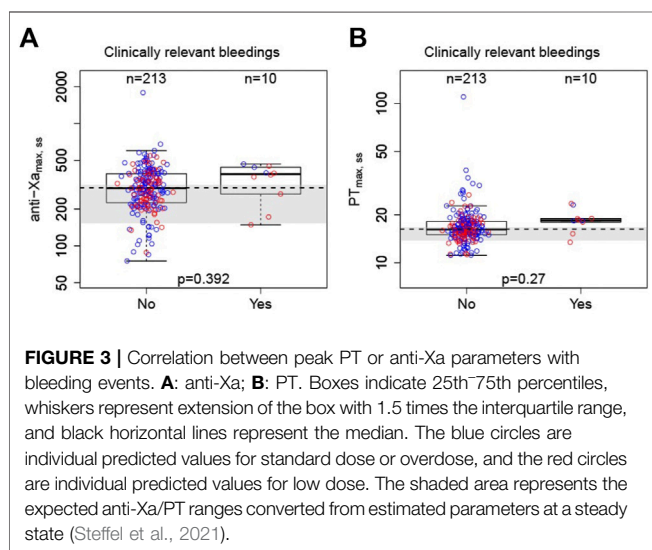 A
Clinically relevant bleedings
n=213 n=10
2000
500
200
100
50
anti-Xamax, ss
p=0.392
No Yes
B
Clinically relevant bleedings
n=213 n=10
100
50
20
10
PTmax, ss
p=0.27
No Yes
FIGURE 3 | Correlation between peak PT or anti-Xa parameters with
bleeding events. A: anti-Xa; B: PT. Boxes indicate 25th–75th percentiles,
whiskers represent extension of the box with 1.5 times the interquartile range,
and black horizontal lines represent the median. The blue circles are
individual predicted values for standard dose or overdose, and the red circles
are individual predicted values for low dose. The shaded area represents the
expected anti-Xa/PT ranges converted from estimated parameters at a steady
state (Steffel et al., 2021).